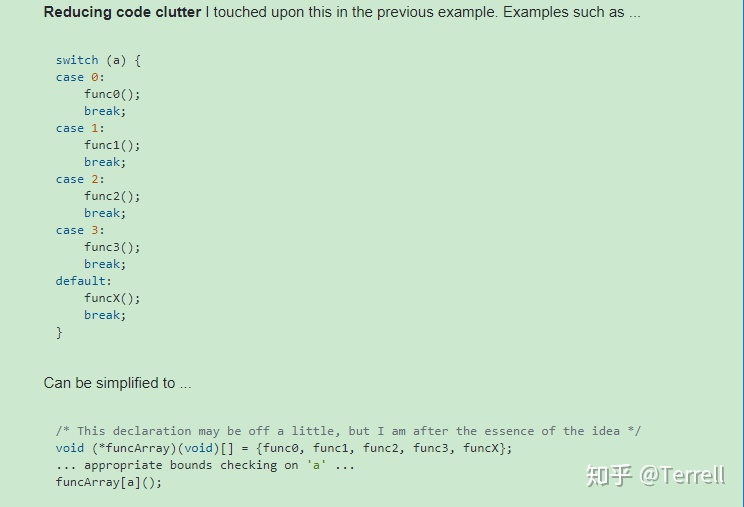 Reducing code clutter I touched upon this in the previous example. Examples such as ...
switch (a) {
case 0:
    func0();
    break;
case 1:
    func1();
    break;
case 2:
    func2();
    break;
case 3:
    func3();
    break;
default:
    funcX();
    break;
}
Can be simplified to ...
/* This declaration may be off a little, but I am after the essence of the idea */
void (*funcArray)(void)[] = {func0, func1, func2, func3, funcX};
... appropriate bounds checking on 'a' ...
funcArray[a]();
知乎 @Terrell